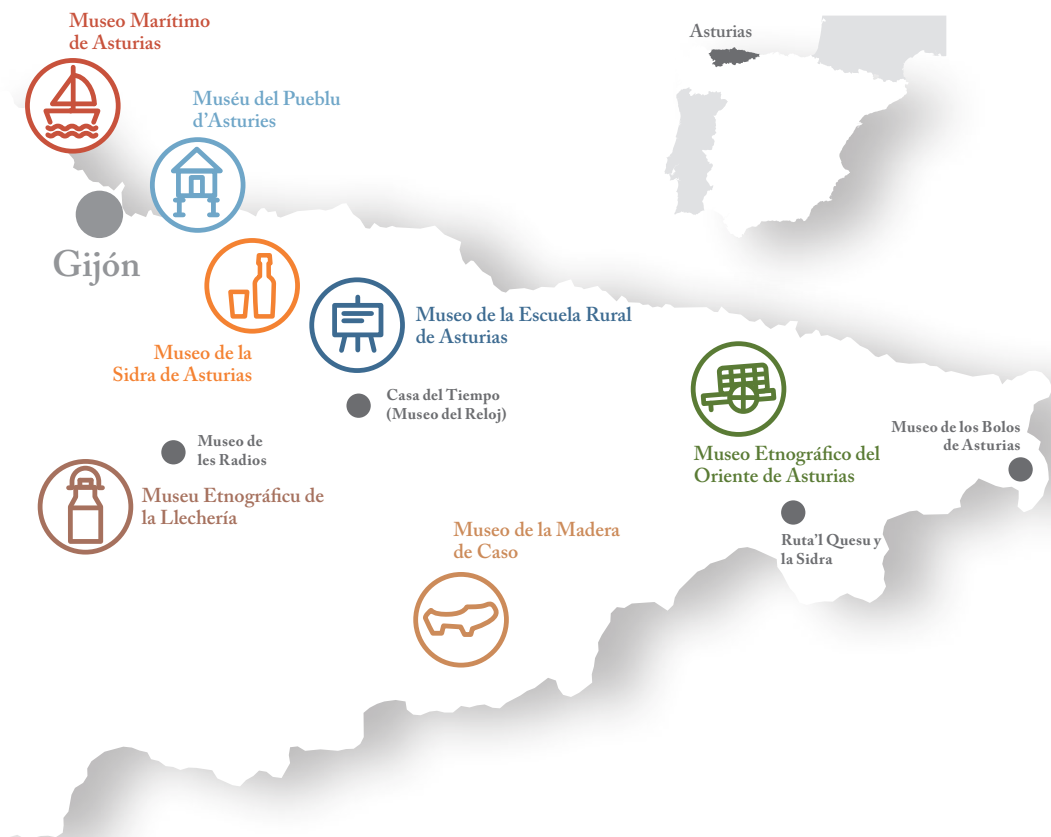 Museo Marítimo
de Asturias
Asturias
Muséu del Pueblu
d'Asturies
Gijón
Museo de la Escuela Rural
de Asturias
Museo de la
Sidra de Asturias
Casa del Tiempo
(Museo del Reloj)
Museo de los Bolos
de Asturias
Museo de
les Radios
Museo Etnográfico del
Oriente de Asturias
Museu Etnográficu de
la Llechería
Museo de la Madera
de Caso
Ruta'l Quesu y
la Sidra